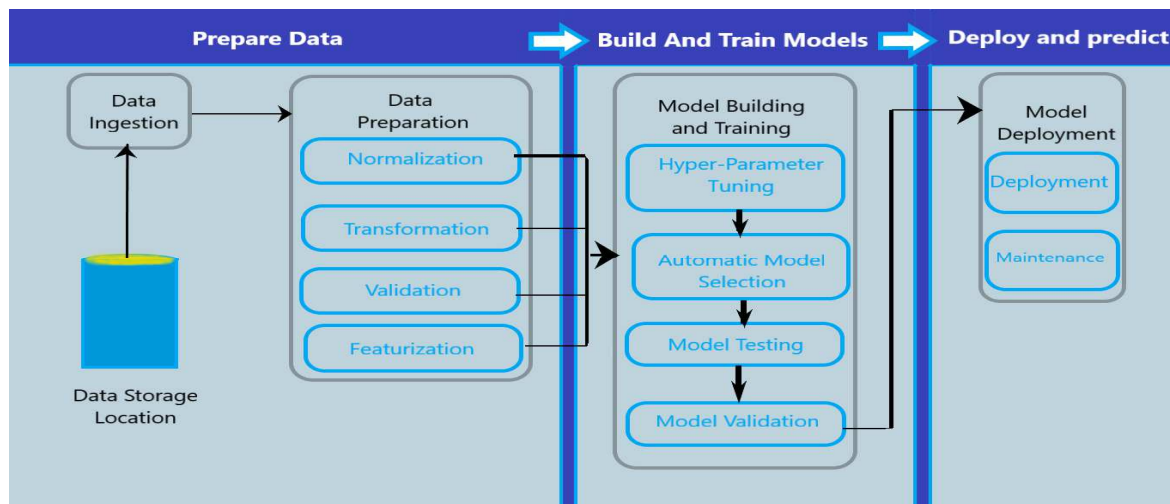 Prepare Data
Build And Train Models
Deploy and predict
Data
Ingestion
Data Storage
Location
Data
Preparation
Normalization
Transformation
Validation
Featurization
Model Building
and Training
Hyper-Parameter
Tuning
Automatic Model
Selection
Model Testing
Model Validation
Model
Deployment
Deployment
Maintenance